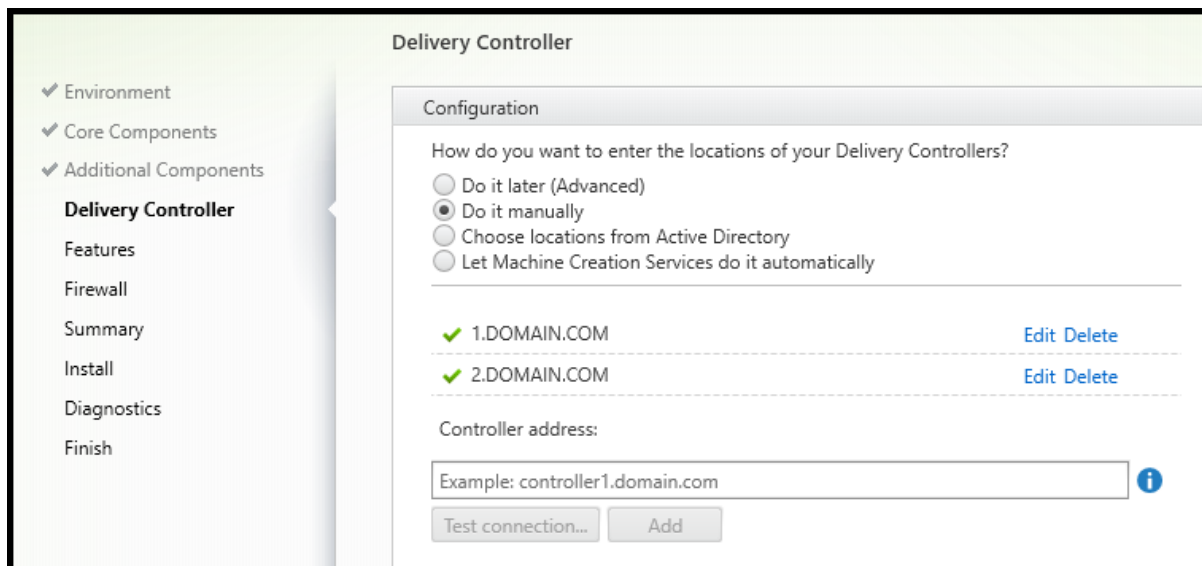 Delivery Controller
Environment
Core Components
Additional Components
Delivery Controller
Features
Firewall
Summary
Install
Diagnostics
Finish
Configuration
How do you want to enter the locations of your Delivery Controllers?
Do it later (Advanced)
Do it manually
Choose locations from Active Directory
Let Machine Creation Services do it automatically
1.DOMAIN.COM Edit Delete
2.DOMAIN.COM Edit Delete
Controller address:
Example: controller1.domain.com
Test connection... Add